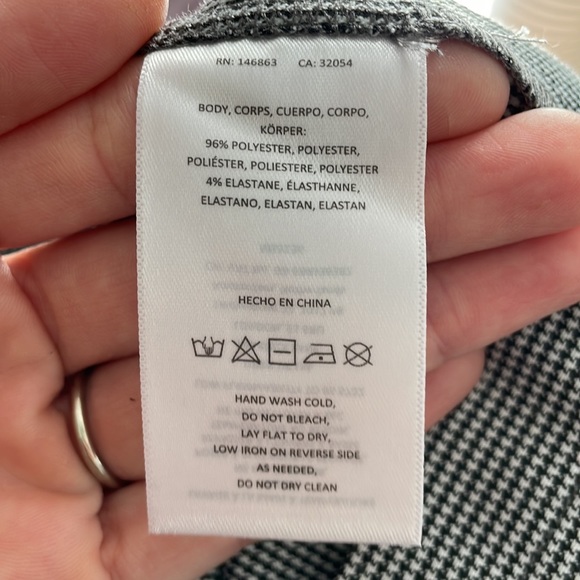 RN: 146863 CA: 32054
BODY, CORPS, CUERPO, CORPO,
KÖRPER:
96% POLYESTER, POLYESTER,
POLIÉSTER, POLIESTERE, POLYESTER
4% ELASTANE, ÉLASTHANNE,
ELASTANO, ELASTAN, ELASTAN
HECHO EN CHINA
HAND WASH COLD,
DO NOT BLEACH,
LAY FLAT TO DRY,
LOW IRON ON REVERSE SIDE
AS NEEDED,
DO NOT DRY CLEAN